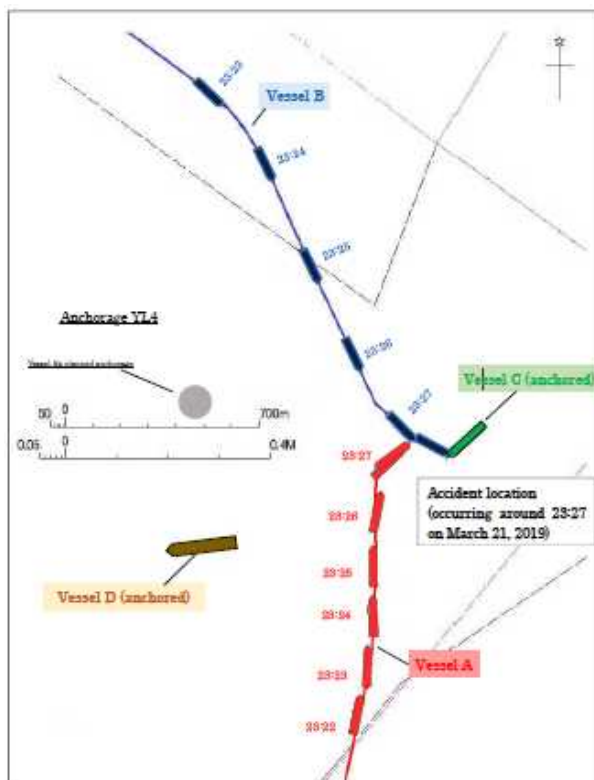 23:23
Vessel B
23:24
23:25
Anchorage YL4
23:26
Vessel C (anchored)
50 0 700m
23:27
0.05 0 0.4M
23:27
Accident location
(occurring around 23:27
on March 21, 2019)
23:26
23:25
Vessel D (anchored)
23:24
Vessel A
23:23
23:22